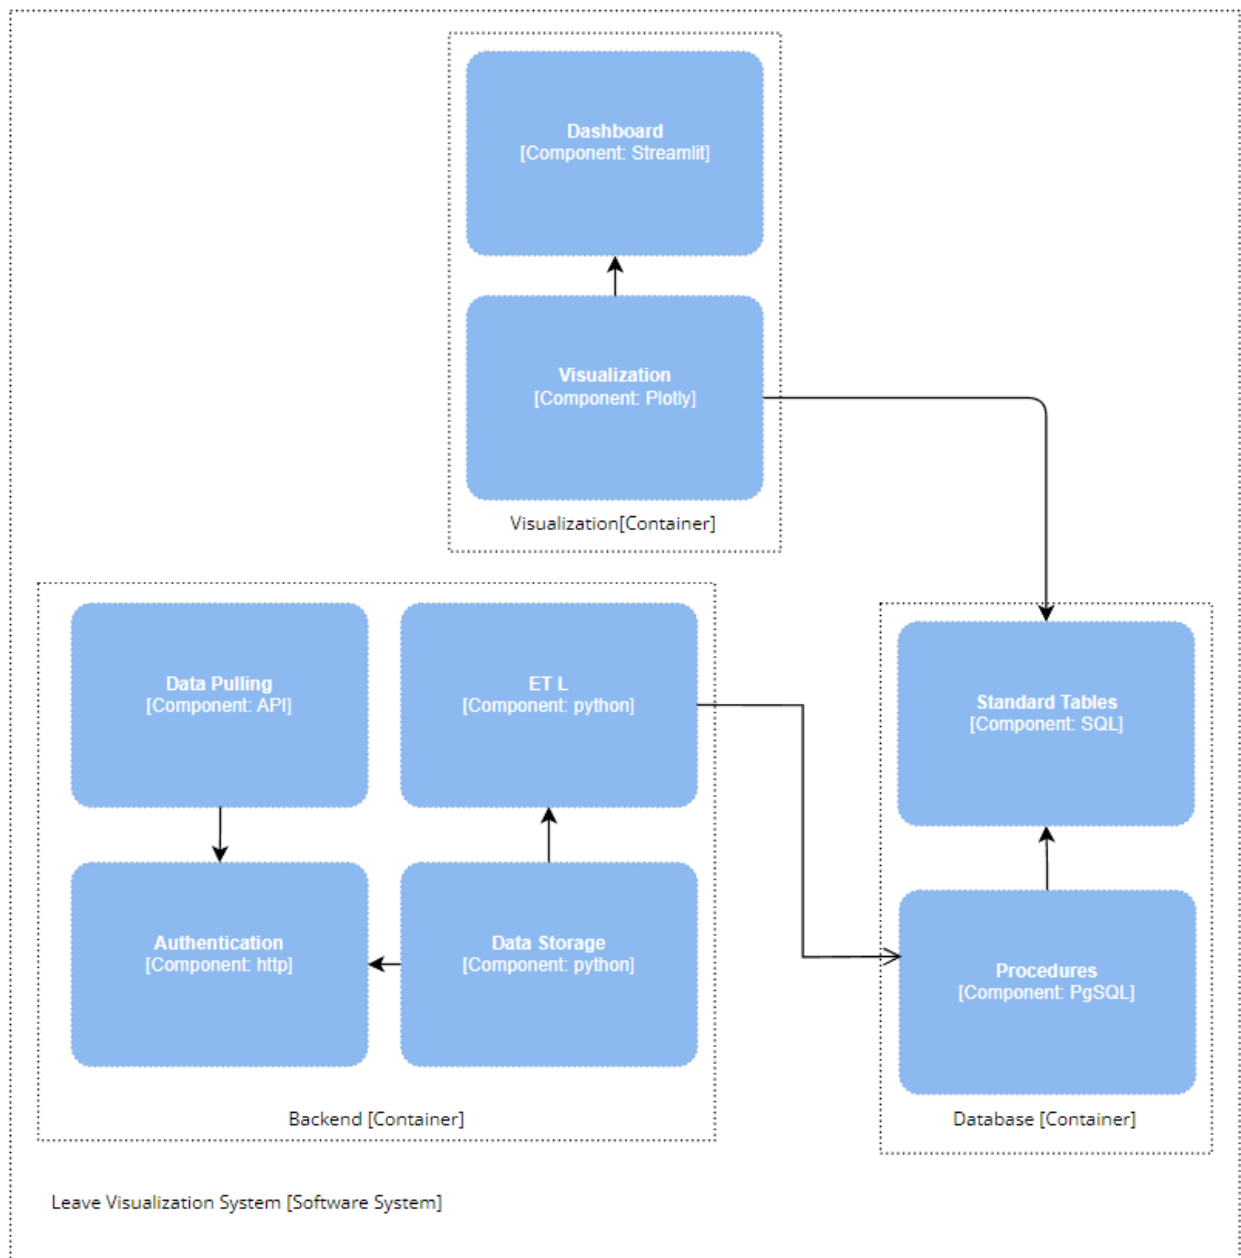 Dashboard
[Component: Streamlit]
Visualization
[Component: Plotly]
Visualization[Container]
Data Pulling
[Component: API]
ET L
[Component: python]
Standard Tables
[Component: SQL]
Authentication
[Component: http]
Data Storage
[Component: python]
Procedures
[Component: PgSQL]
Backend [Container]
Database [Container]
Leave Visualization System [Software System]